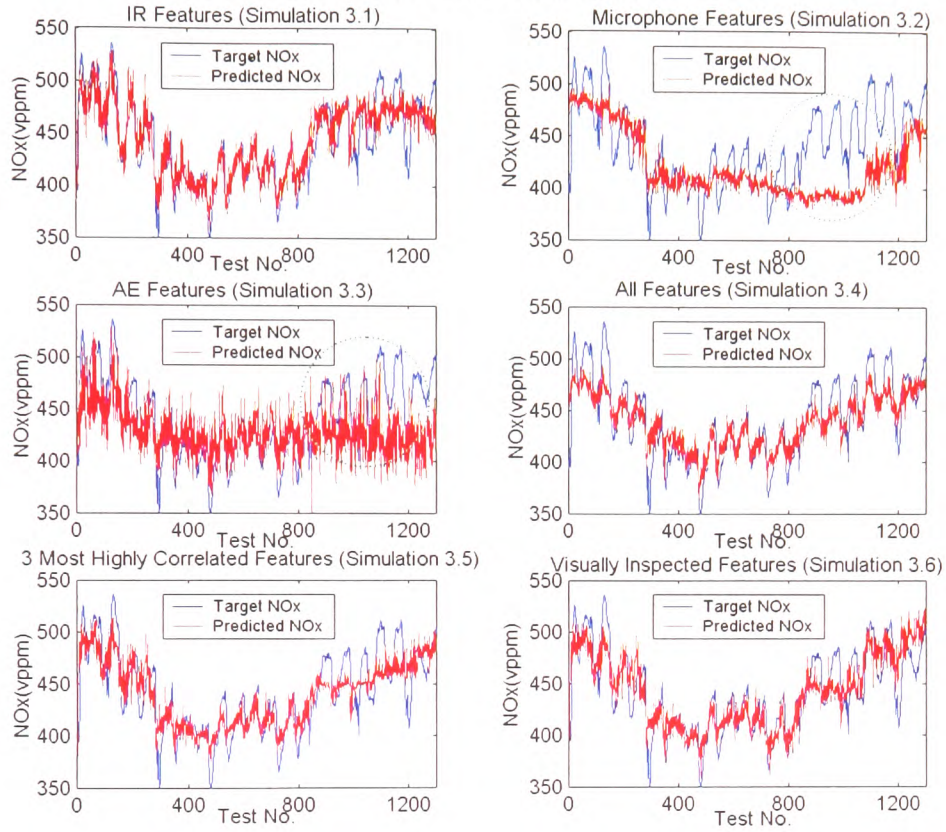 IR Features (Simulation 3.1)
550
500
450
400
350
NOx(vppm)
Target NOx
Predicted NOx
0
400
800
1200
Test No.
Microphone Features (Simulation 3.2)
550
500
450
400
350
NOx(vppm)
Target NOx
Predicted NOx
0
400
800
1200
Test No.
AE Features (Simulation 3.3)
550
500
450
400
350
NOx(vppm)
Target NOx
Predicted NOx
0
400
800
1200
Test No.
All Features (Simulation 3.4)
550
500
450
400
350
NOx(vppm)
Target NOx
Predicted NOx
0
400
800
1200
Test No.
3 Most Highly Correlated Features (Simulation 3.5)
550
500
450
400
350
NOx(vppm)
Target NOx
Predicted NOx
0
400
800
1200
Test No.
Visually Inspected Features (Simulation 3.6)
550
500
450
400
350
NOx(vppm)
Target NOx
Predicted NOx
0
400
800
1200
Test No.